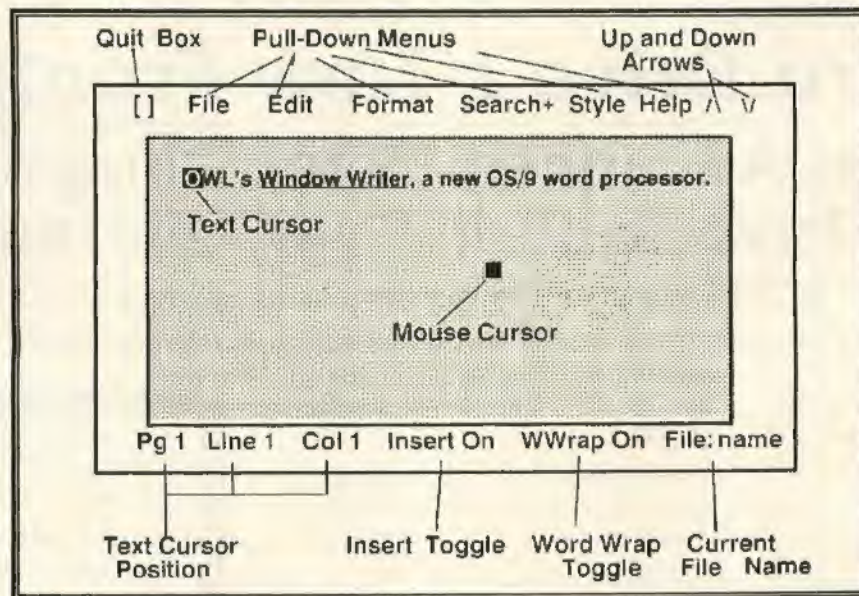 Quit Box Pull-Down Menus Up and Down
Arrows
[ ] File Edit Format Search+ Style Help /\ \/
OWL's Window Writer, a new OS/9 word processor.
Text Cursor
Mouse Cursor
Pg 1 Line 1 Col 1 Insert On WWrap On File: name
Text Cursor Insert Toggle Word Wrap Current
Position Toggle File Name